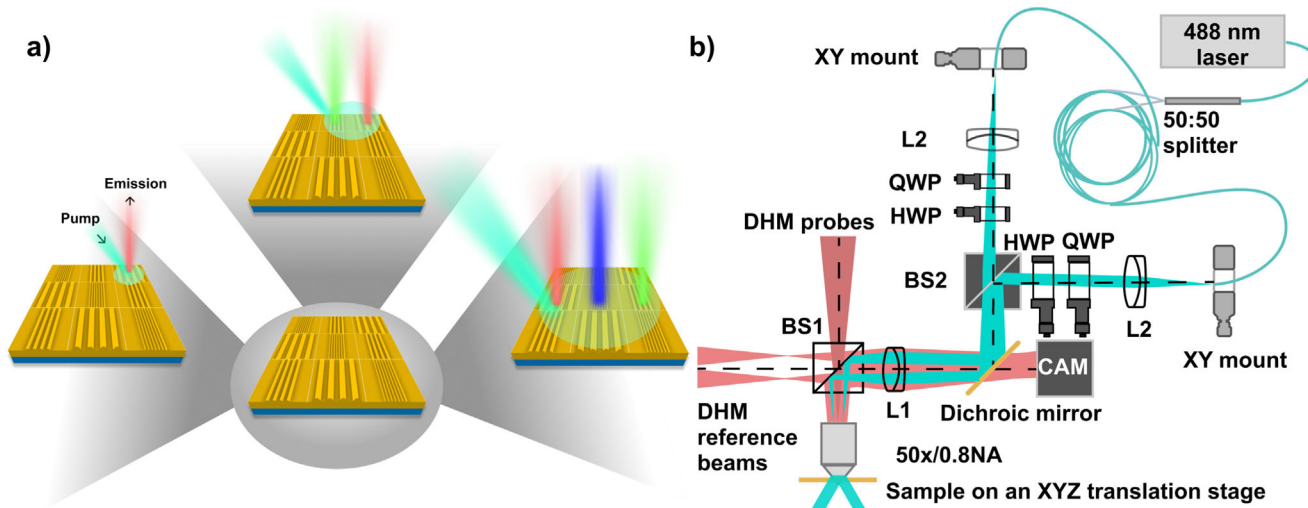 a)
Emission
Pump
b)
XY mount
488 nm
laser
50:50
splitter
L2
QWP
HWP
DHM probes
HWP
QWP
BS2
L2
XY mount
BS1
CAM
L1
Dichroic mirror
DHM
reference
beams
50x/0.8NA
Sample on an XYZ translation stage